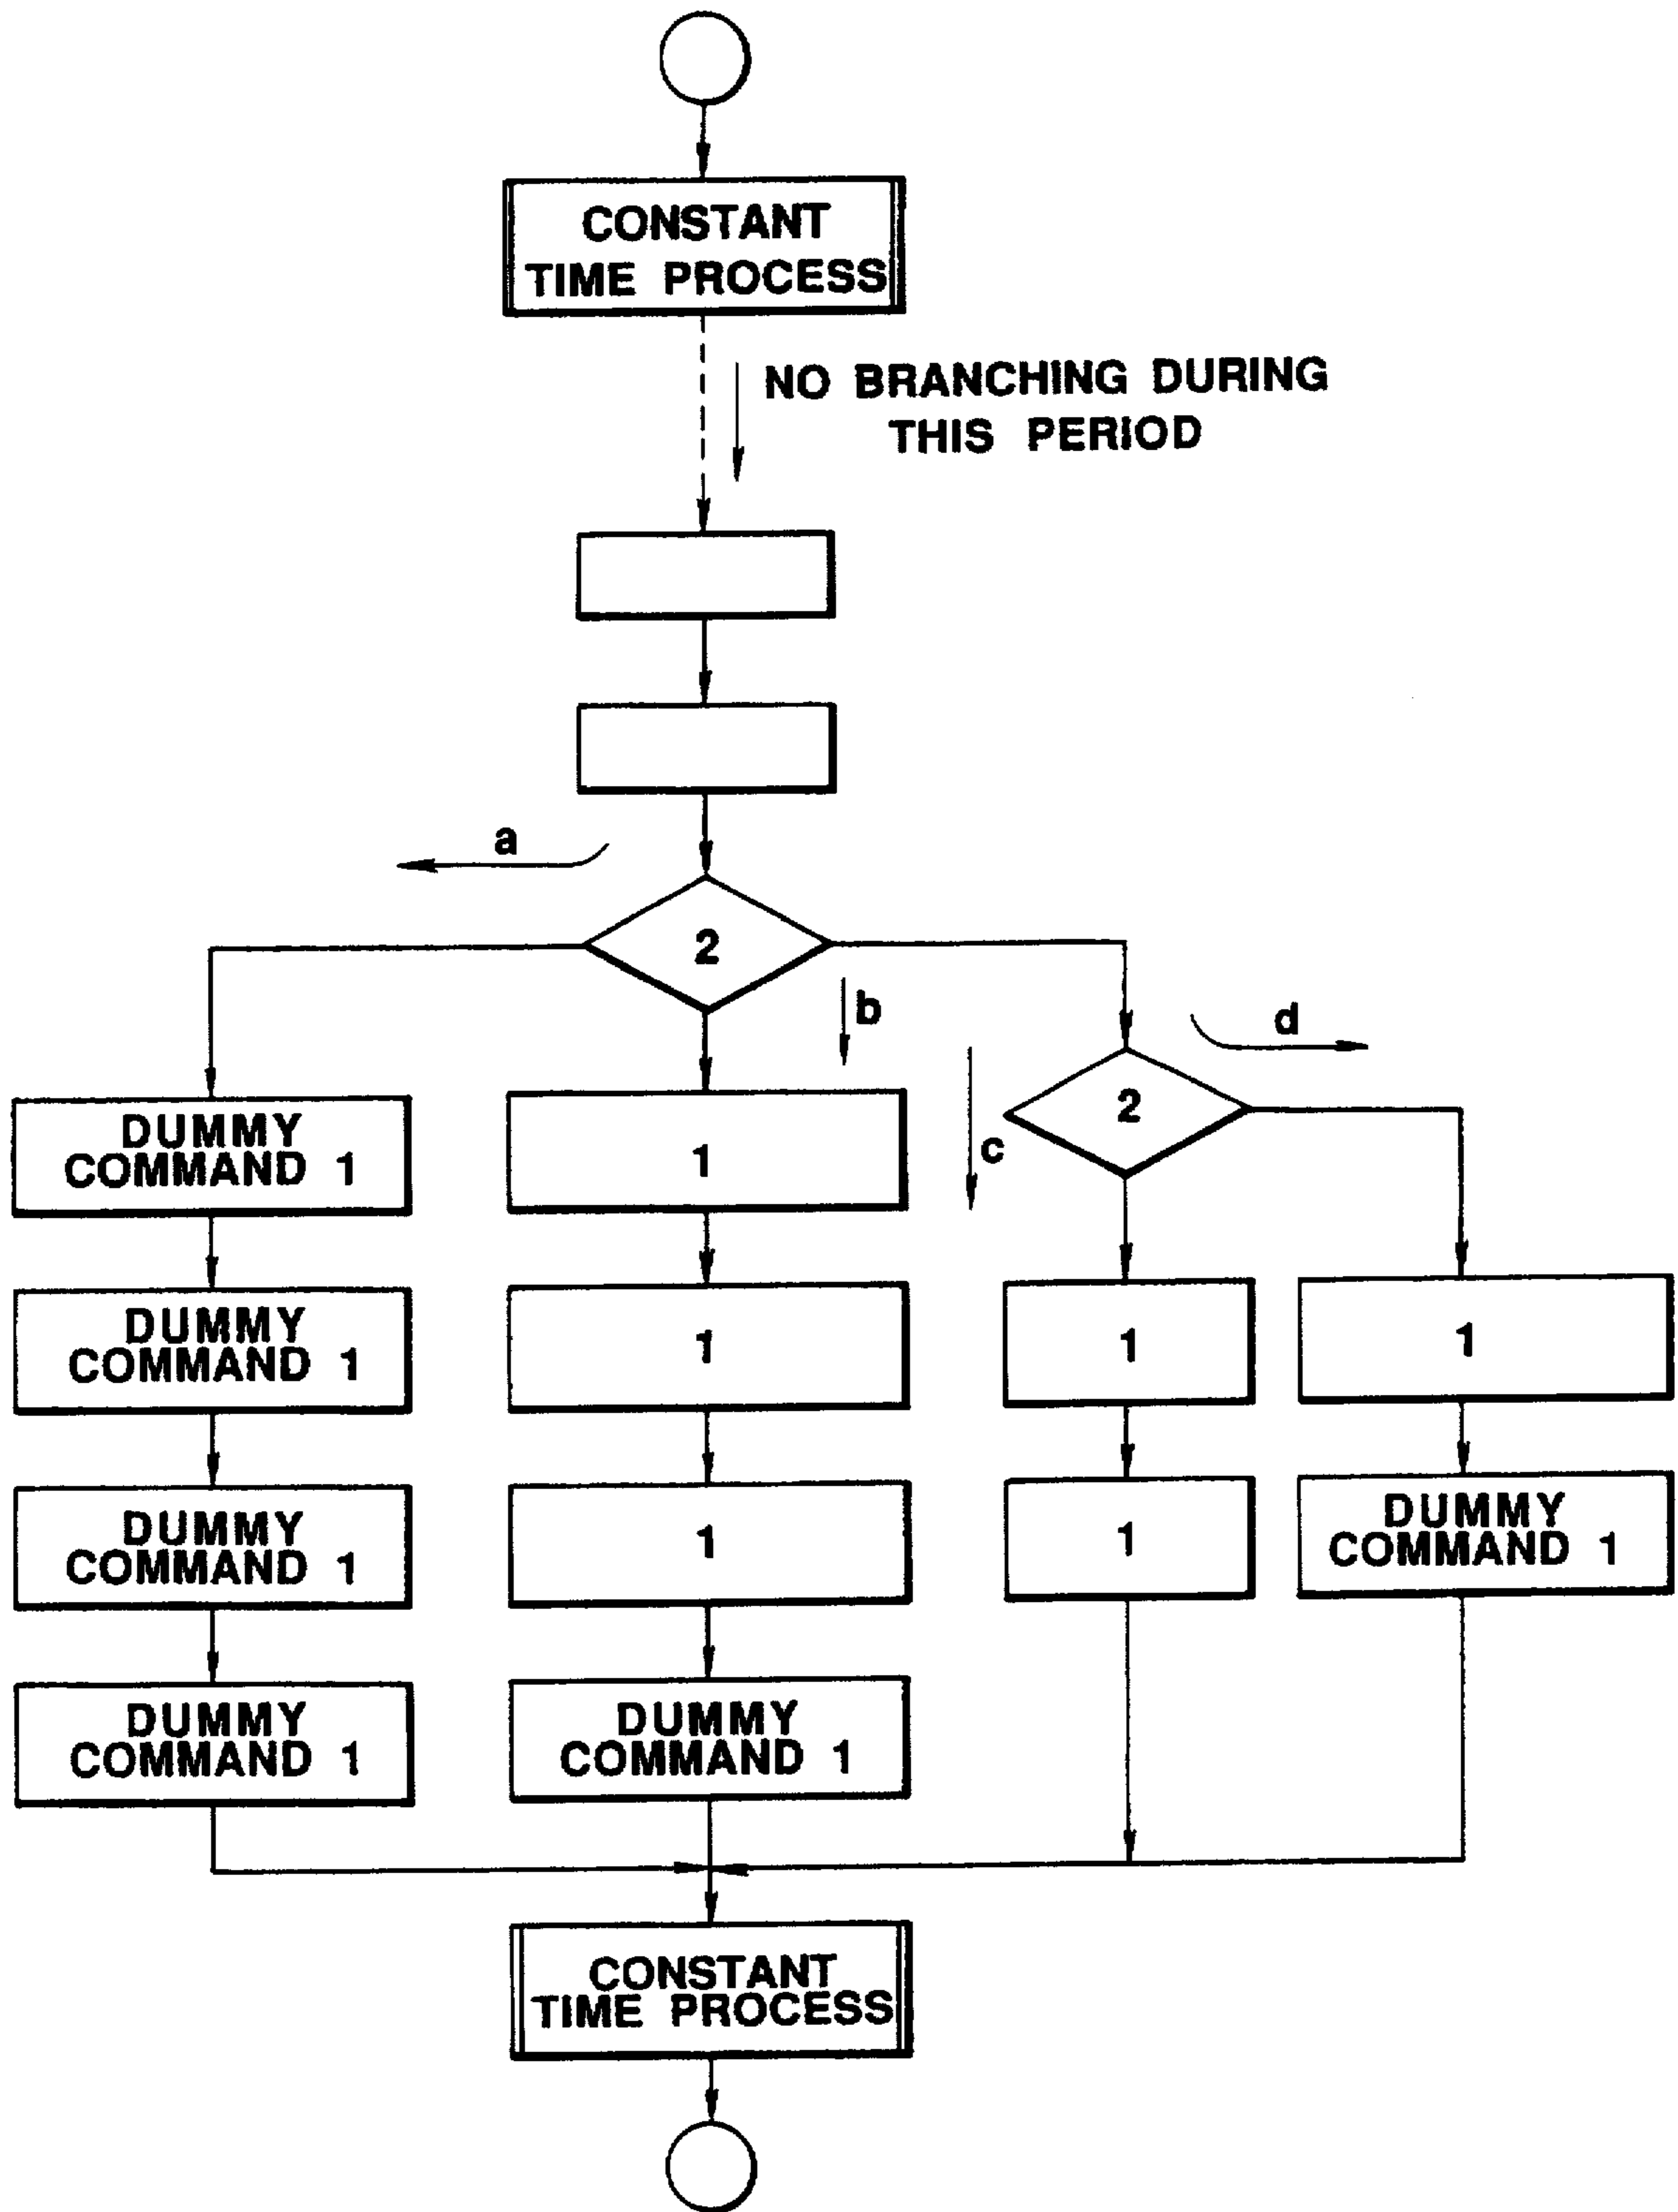 CONSTANT
TIME PROCESS
NO BRANCHING DURING
THIS PERIOD
a
2
b
d
2
c
DUMMY
COMMAND 1
1
DUMMY
COMMAND 1
1
1
1
DUMMY
COMMAND 1
1
1
DUMMY
COMMAND 1
DUMMY
COMMAND 1
DUMMY
COMMAND 1
CONSTANT
TIME PROCESS